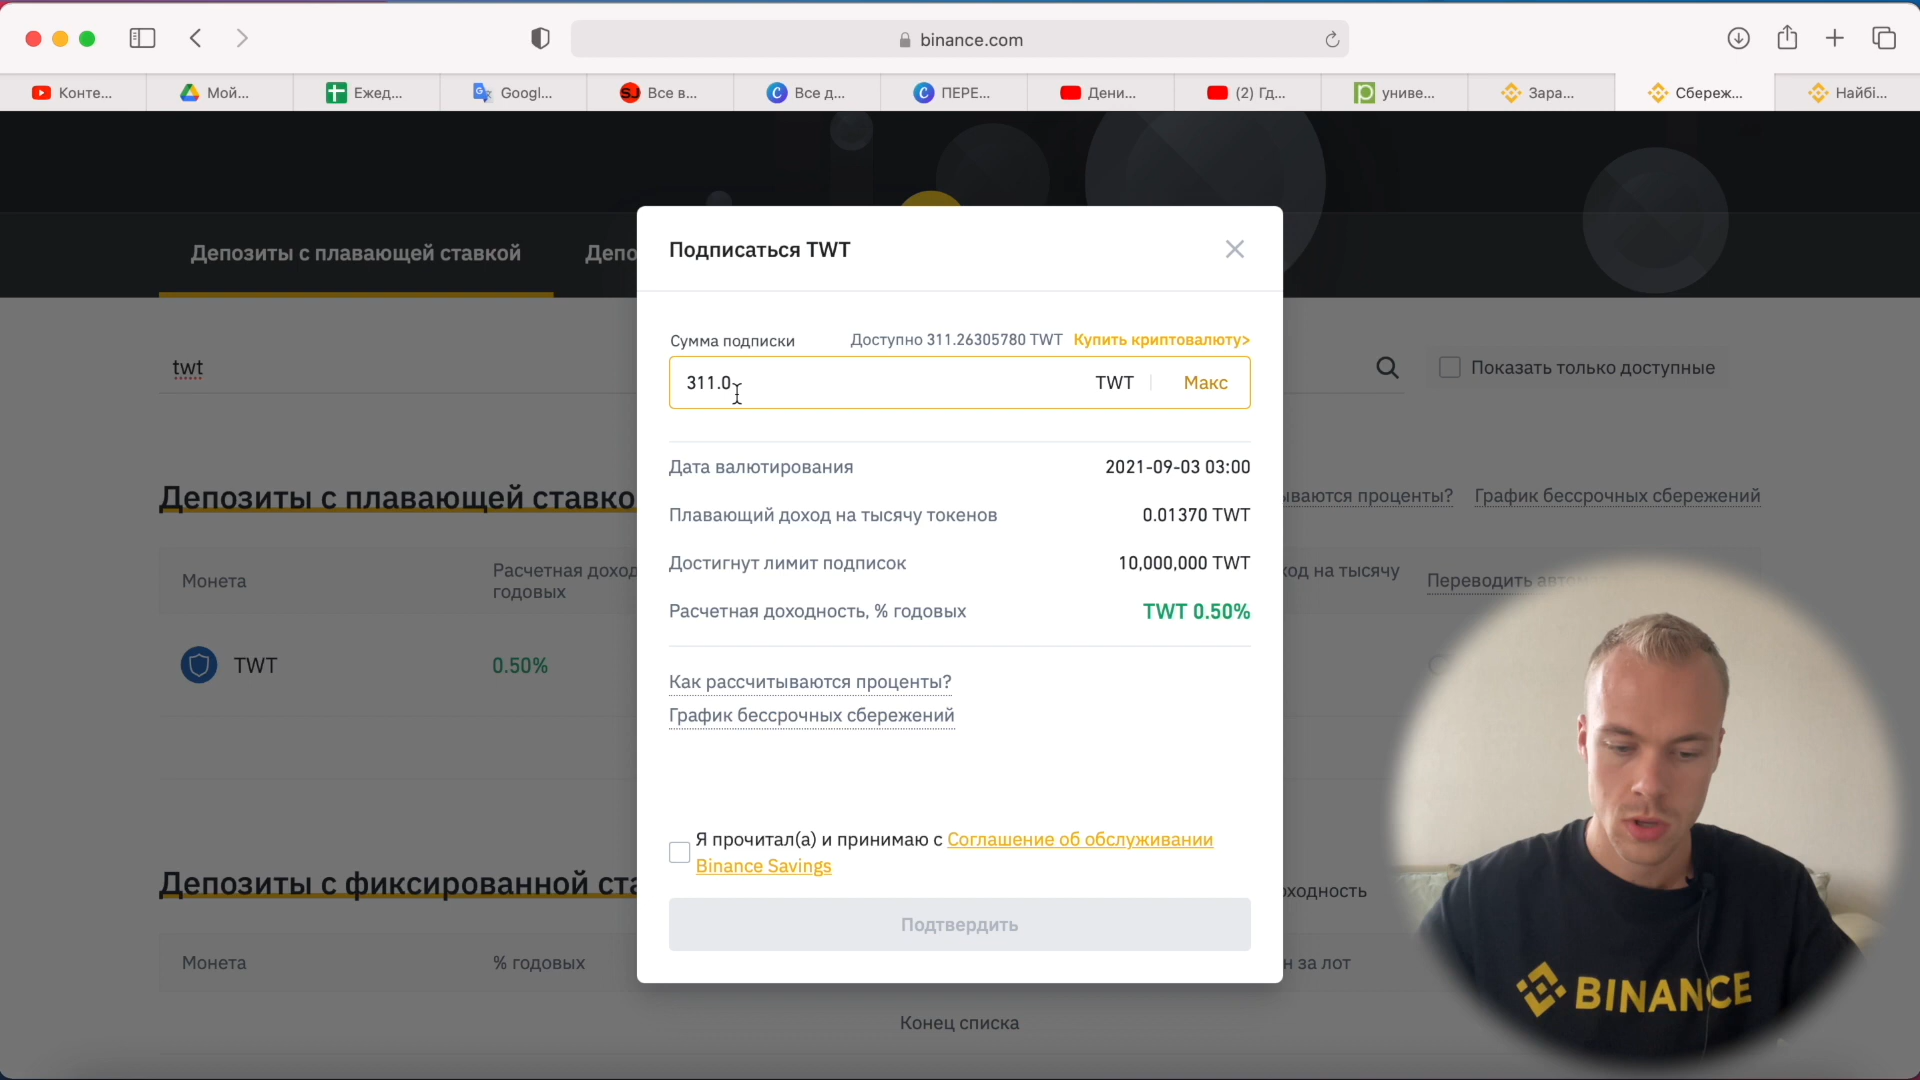 binance.com
Конте...
Мой...
Ежед...
Googl...
Все в...
Все д...
ПЕРЕ...
Дени...
(2) Гд...
униве...
Зара...
Сбереж...
Найбі...
Депозиты с плавающей ставкой
Депо
Подписаться TWT
twt
Показать только доступные
Сумма подписки
Доступно 311.26305780 TWT
Купить криптовалюту>
311.0
TWT
Макс
Дата валютирования
2021-09-03 03:00
Депозиты с плавающей ставко
ываются проценты?
График бессрочных сбережений
Плавающий доход на тысячу токенов
0.01370 TWT
Достигнут лимит подписок
10,000,000 TWT
Монета
Расчетная доход
годовых
од на тысячу
Переводить
Расчетная доходность, % годовых
TWT 0.50%
TWT
0.50%
Как рассчитываются проценты?
График бессрочных сбережений
Я прочитал(а) и принимаю с Соглашение об обслуживании
Binance Savings
Депозиты с фиксированной ста
оходность
Подтвердить
Монета
% годовых
н за лот
Конец списка
BINANCE